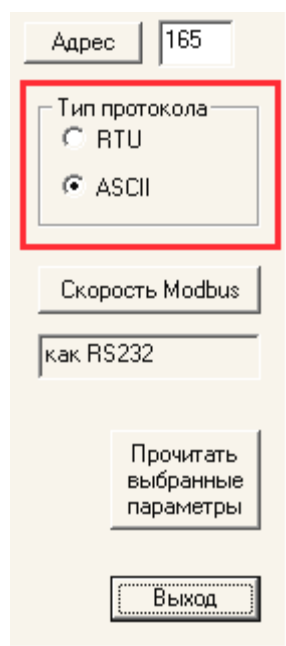 Адрес 165
Тип протокола
RTU
ASCII
Скорость Modbus
как RS232
Прочитать
выбранные
параметры
Выход